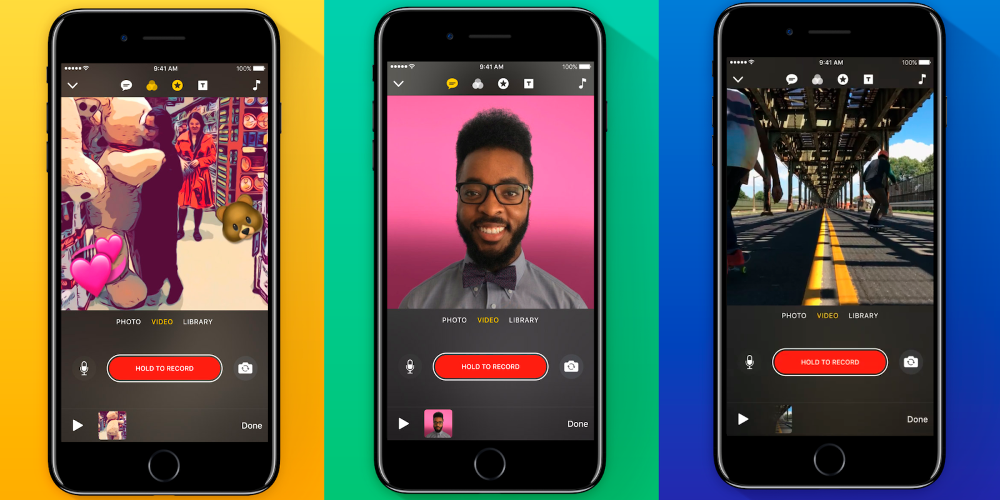 9:41 AM 100%
T
PHOTO VIDEO LIBRARY
HOLD TO RECORD
Done
9:41 AM 100%
T
PHOTO VIDEO LIBRARY
HOLD TO RECORD
Done
9:41 AM 100%
T
PHOTO VIDEO LIBRARY
HOLD TO RECORD
Done